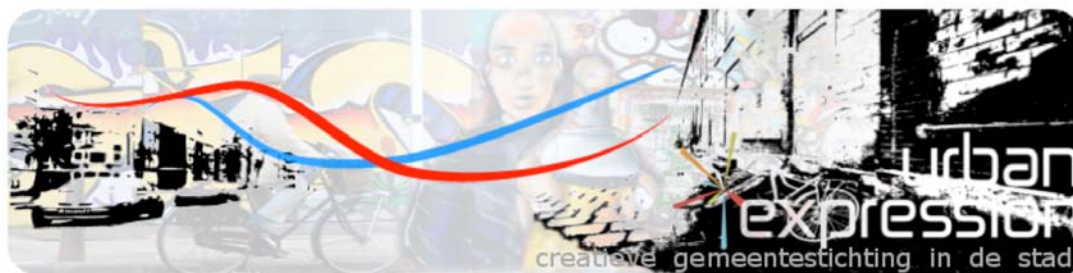 urban
expression
creatieve gemeentestichting in de stad